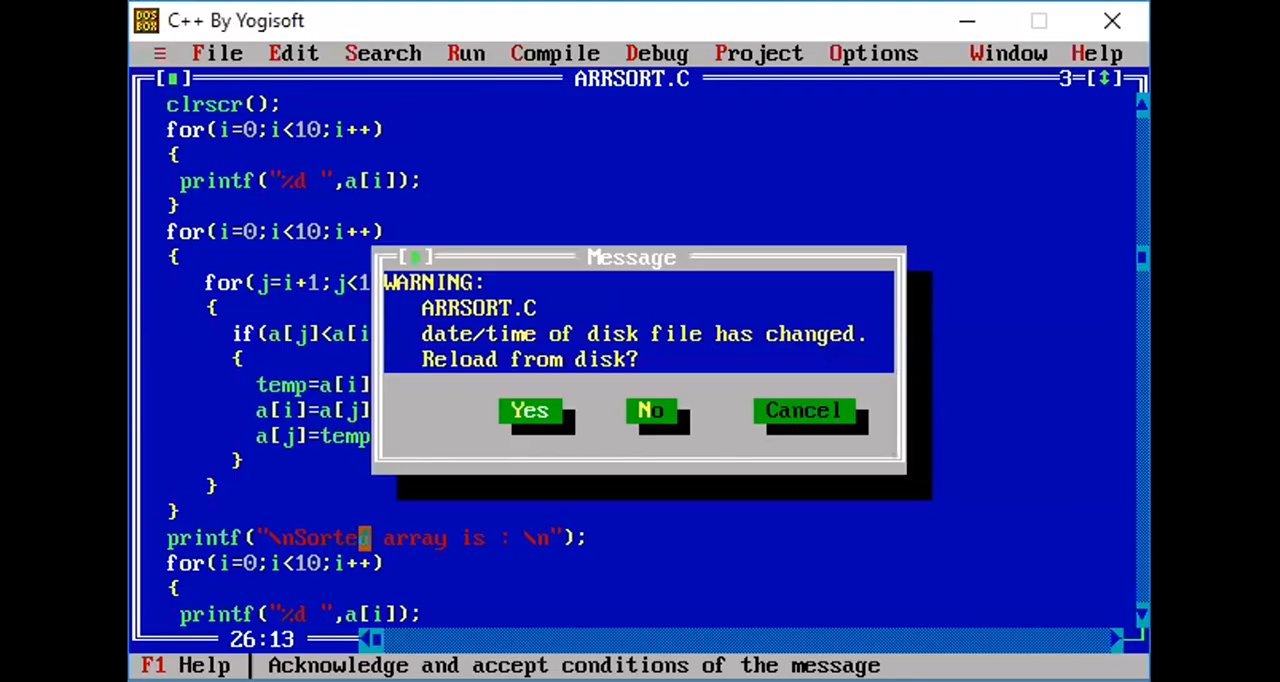 DOS BOX
C++ By Yogisoft
≡ File Edit Search Run Compile Debug Project Options Window Help
ARRSORT.C
3=[↕]
clrscr();
for(i=0;i<10;i++)
{
printf("%d ",a[i]);
}
for(i=0;i<10;i++)
{
for(j=i+1;j<1
{
if(a[j]<a[i
{
temp=a[i]
a[i]=a[j]
a[j]=temp
}
}
}
printf("\nSorted array is : \n");
for(i=0;i<10;i++)
{
printf("%d ",a[i]);
Message
WARNING:
ARRSORT.C
date/time of disk file has changed.
Reload from disk?
Yes No Cancel
26:13
F1 Help | Acknowledge and accept conditions of the message